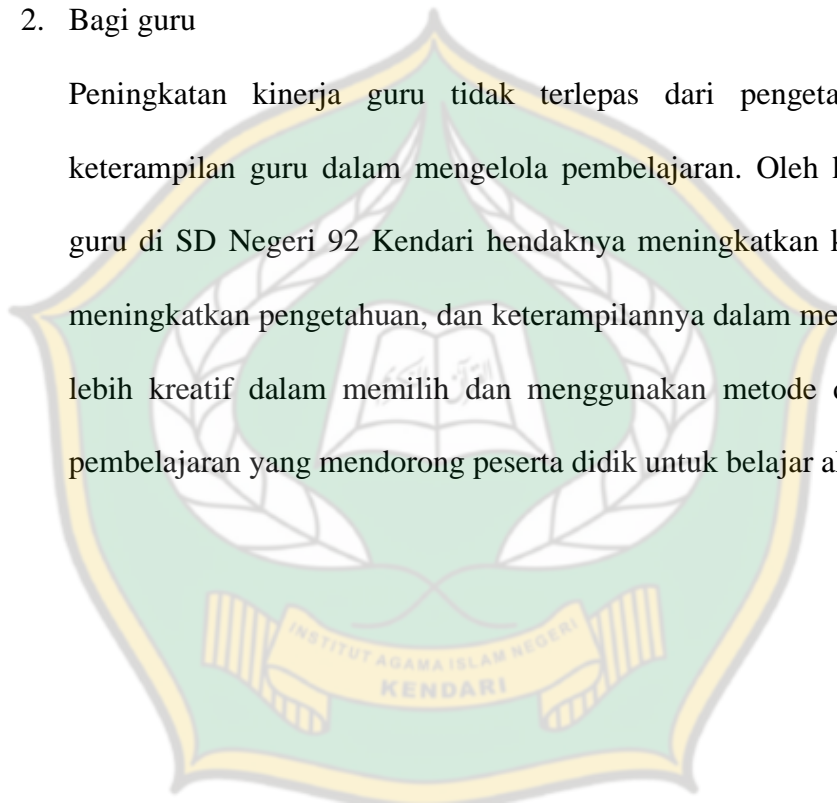 2. Bagi guru
Peningkatan kinerja guru tidak terlepas dari pengeta
keterampilan guru dalam mengelola pembelajaran. Oleh
guru di SD Negeri 92 Kendari hendaknya meningkatkan
meningkatkan pengetahuan, dan keterampilannya dalam me
lebih kreatif dalam memilih dan menggunakan metode
pembelajaran yang mendorong peserta didik untuk belajar a
INSTITUT AGAMA ISLAM NEGERI
KENDARI